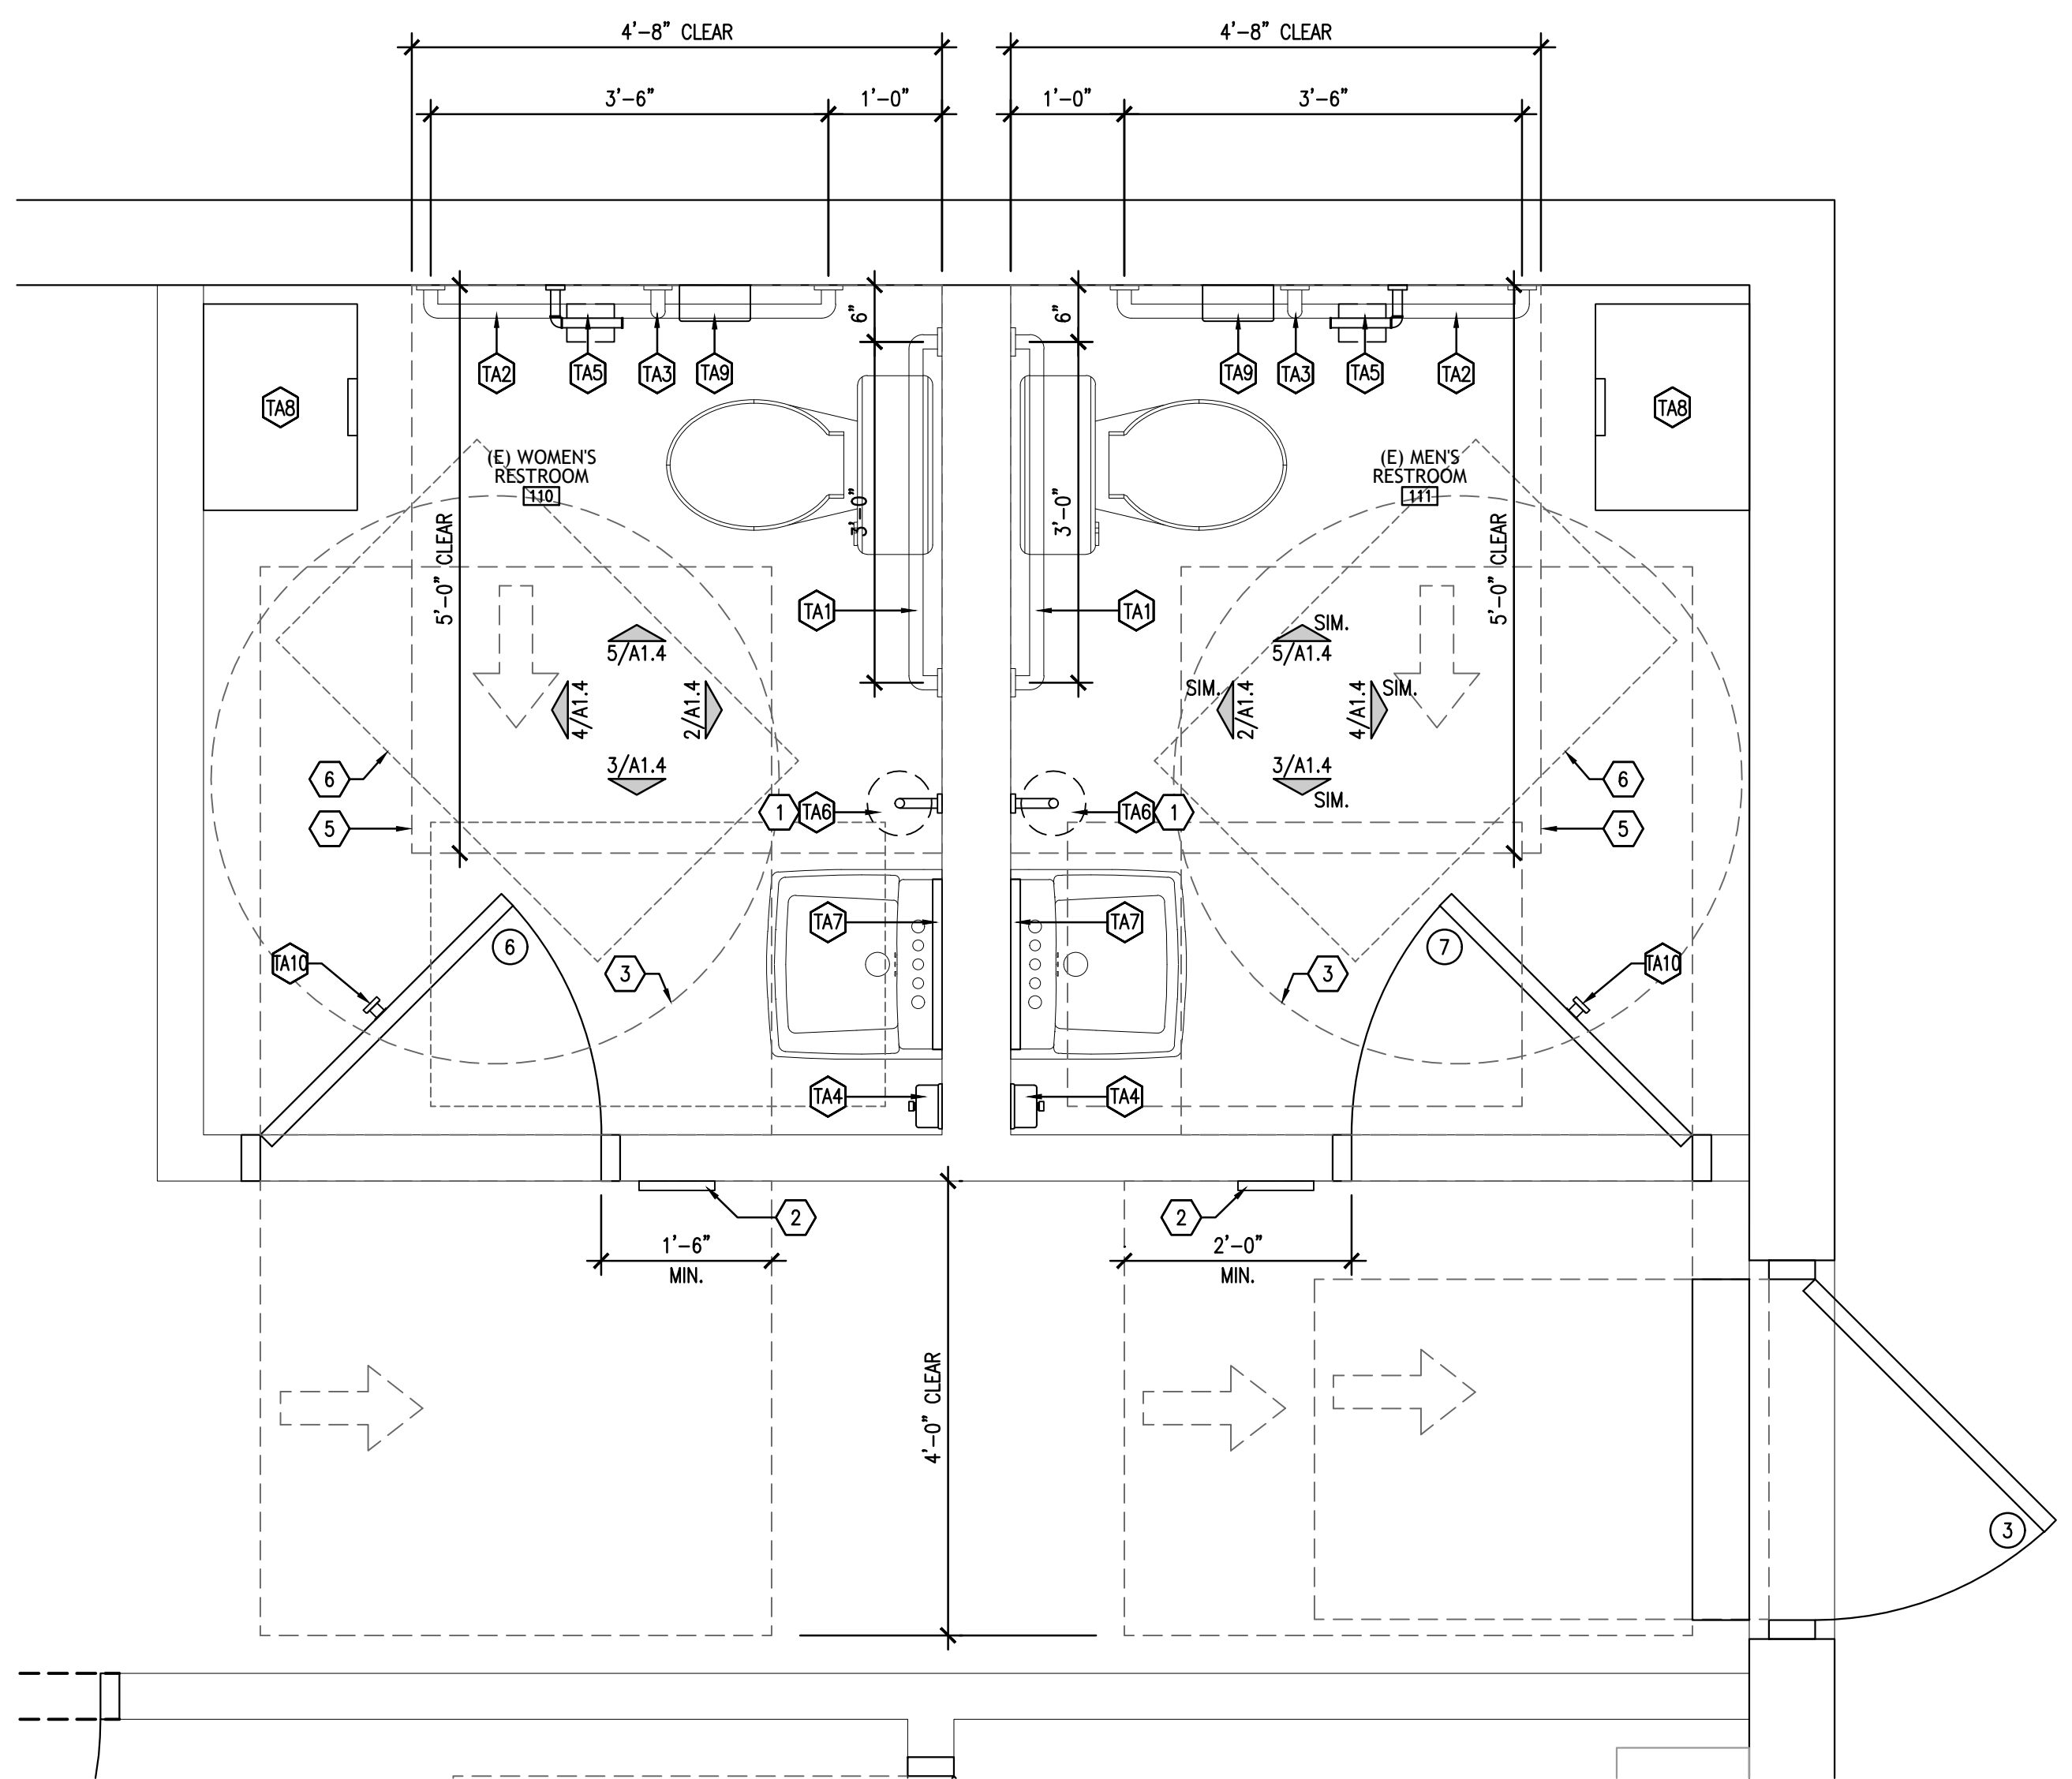 4'-8" CLEAR
4'-8" CLEAR
3'-6"
1'-0"
1'-0"
3'-6"
6"
6"
TA2
TA5
TA3
TA9
TA9
TA3
TA5
TA2
TA8
TA8
(E) WOMEN'S
RESTROOM
110
(E) MEN'S
RESTROOM
111
3'-0"
3'-0"
5'-0" CLEAR
5'-0" CLEAR
TA1
TA1
5/A1.4
4/A1.4
2/A1.4
3/A1.4
SIM.
5/A1.4
SIM.
2/A1.4
4/A1.4
SIM.
3/A1.4
SIM.
6
5
6
5
1
TA6
TA6
1
TA7
TA7
TA10
6
3
3
7
TA10
TA4
TA4
2
2
1'-6"
MIN.
2'-0"
MIN.
4'-0" CLEAR
3